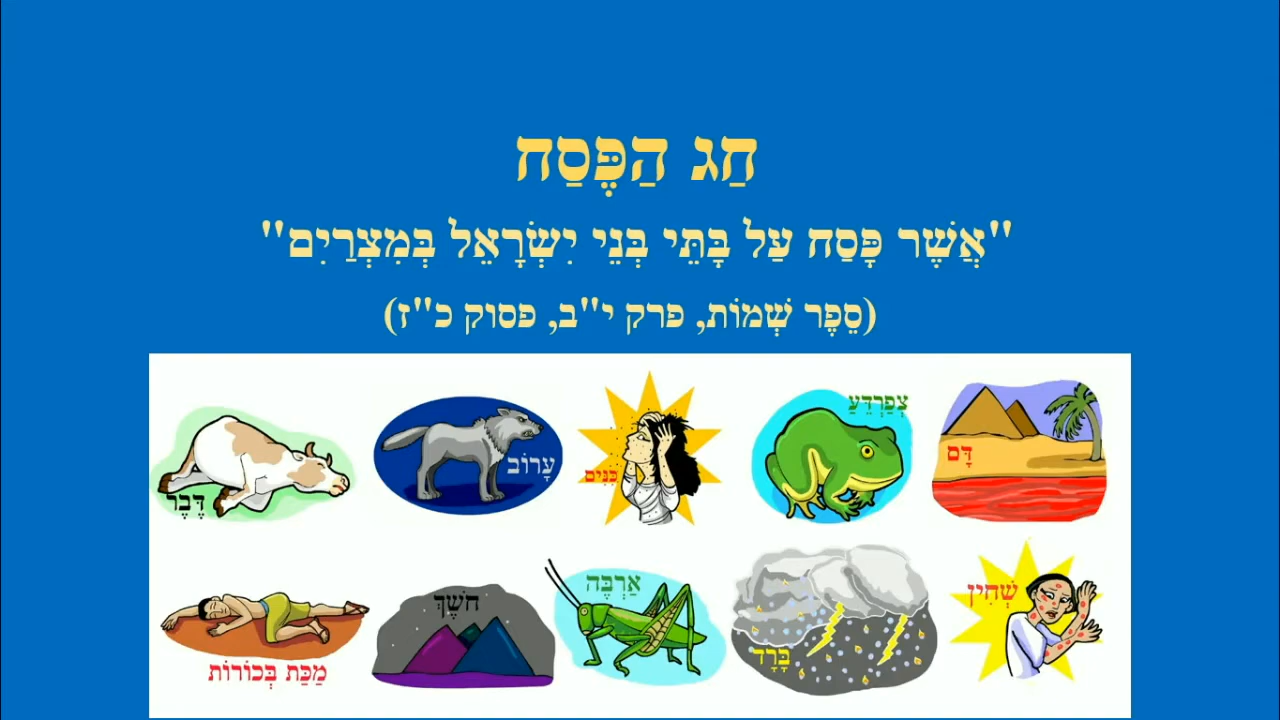 חַג הַפֶּסַח
"אֲשֶׁר פָּסַח עַל בָּתֵּי בְּנֵי יִשְׂרָאֵל בְּמִצְרַיִם"
(סֵפֶּר שְׁמוֹת, פרק י"ב, פסוק כ"ז)
דָּם
צְפַרְדֵּעַ
כִּנִּים
עָרוֹב
דֶּבֶר
שְׁחִין
בָּרָד
אַרְבֶּה
חֹשֶׁךְ
מַכַּת בְּכוֹרוֹת